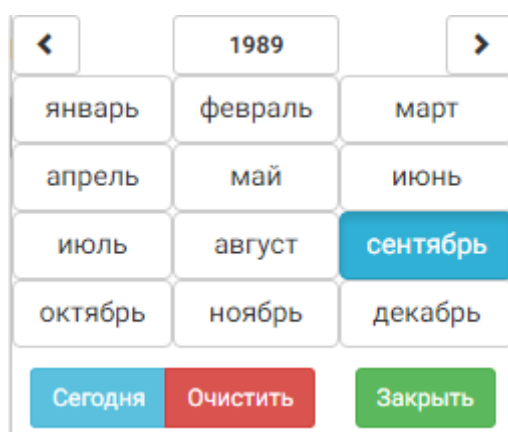 1989
январь февраль март
апрель май июнь
июль август сентябрь
октябрь ноябрь декабрь
Сегодня Очистить Закрыть